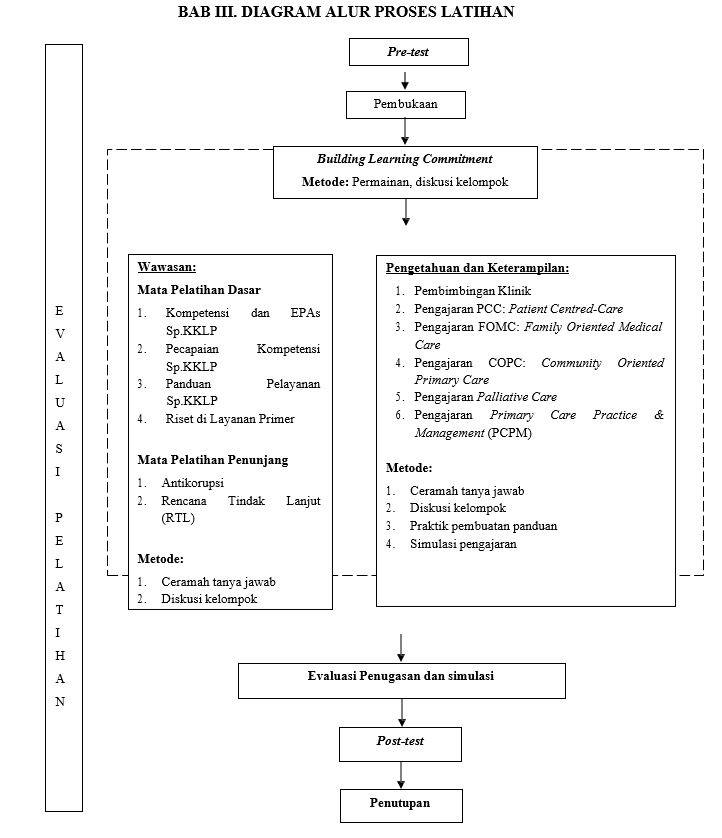 BAB III. DIAGRAM ALUR PROSES LATIHAN
EVALUASI PELATIHAN
Pre-test
Pembukaan
Building Learning Commitment
Metode: Permainan, diskusi kelompok
Wawasan:
Mata Pelatihan Dasar
1. Kompetensi dan EPAs
Sp.KKLP
2. Pecapaian Kompetensi
Sp.KKLP
3. Panduan Pelayanan
Sp.KKLP
4. Riset di Layanan Primer
Mata Pelatihan Penunjang
1. Antikorupsi
2. Rencana Tindak Lanjut
(RTL)
Metode:
1. Ceramah tanya jawab
2. Diskusi kelompok
Pengetahuan dan Keterampilan:
1. Pembimbingan Klinik
2. Pengajaran PCC: Patient Centred-Care
3. Pengajaran FOMC: Family Oriented Medical
Care
4. Pengajaran COPC: Community Oriented
Primary Care
5. Pengajaran Palliative Care
6. Pengajaran Primary Care Practice &
Management (PCPM)
Metode:
1. Ceramah tanya jawab
2. Diskusi kelompok
3. Praktik pembuatan panduan
4. Simulasi pengajaran
Evaluasi Penugasan dan simulasi
Post-test
Penutupan